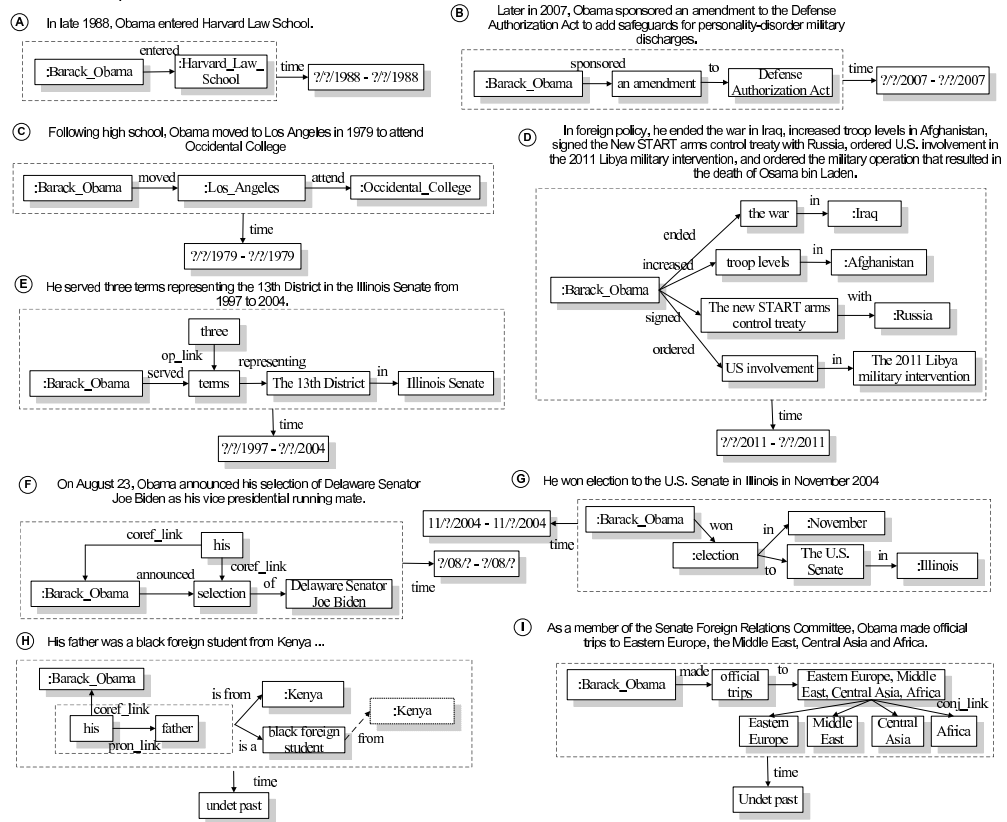 A
In late 1988, Obama entered Harvard Law School.
entered
:Barack_Obama
:Harvard_Law_
School
time
?/?/1988 - ?/?/1988
B
Later in 2007, Obama sponsored an amendment to the Defense
Authorization Act to add safeguards for personality-disorder military
discharges.
sponsored
:Barack_Obama
an amendment
to
Defense
Authorization Act
time
?/?/2007 - ?/?/2007
C
Following high school, Obama moved to Los Angeles in 1979 to attend
Occidental College
:Barack_Obama
moved
:Los_Angeles
attend
:Occidental_College
time
?/?/1979 - ?/?/1979
D
In foreign policy, he ended the war in Iraq, increased troop levels in Afghanistan,
signed the New START arms control treaty with Russia, ordered U.S. involvement in
the 2011 Libya military intervention, and ordered the military operation that resulted in
the death of Osama bin Laden.
the war
in
:Iraq
ended
increased
troop levels
in
:Afghanistan
:Barack_Obama
signed
The new START arms
control treaty
with
:Russia
ordered
US involvement
in
The 2011 Libya
military intervention
time
?/?/2011 - ?/?/2011
E
He served three terms representing the 13th District in the Illinois Senate from
1997 to 2004.
three
op_link
:Barack_Obama
served
terms
representing
The 13th District
in
Illinois Senate
time
?/?/1997 - ?/?/2004
F
On August 23, Obama announced his selection of Delaware Senator
Joe Biden as his vice presidential running mate.
coref_link
his
coref_link
:Barack_Obama
announced
selection
of
Delaware Senator
Joe Biden
time
?/08/? - ?/08/?
G
He won election to the U.S. Senate in Illinois in November 2004
11/?/2004 - 11/?/2004
time
:Barack_Obama
won
:election
in
:November
to
The U.S.
Senate
in
:Illinois
H
His father was a black foreign student from Kenya ...
:Barack_Obama
coref_link
his
father
pron_link
is from
:Kenya
is a
black foreign
student
from
:Kenya
time
undet past
I
As a member of the Senate Foreign Relations Committee, Obama made official
trips to Eastern Europe, the Middle East, Central Asia and Africa.
:Barack_Obama
made
official
trips
to
Eastern Europe, Middle
East, Central Asia, Africa
conj_link
Eastern
Europe
Middle
East
Central
Asia
Africa
time
Undet past